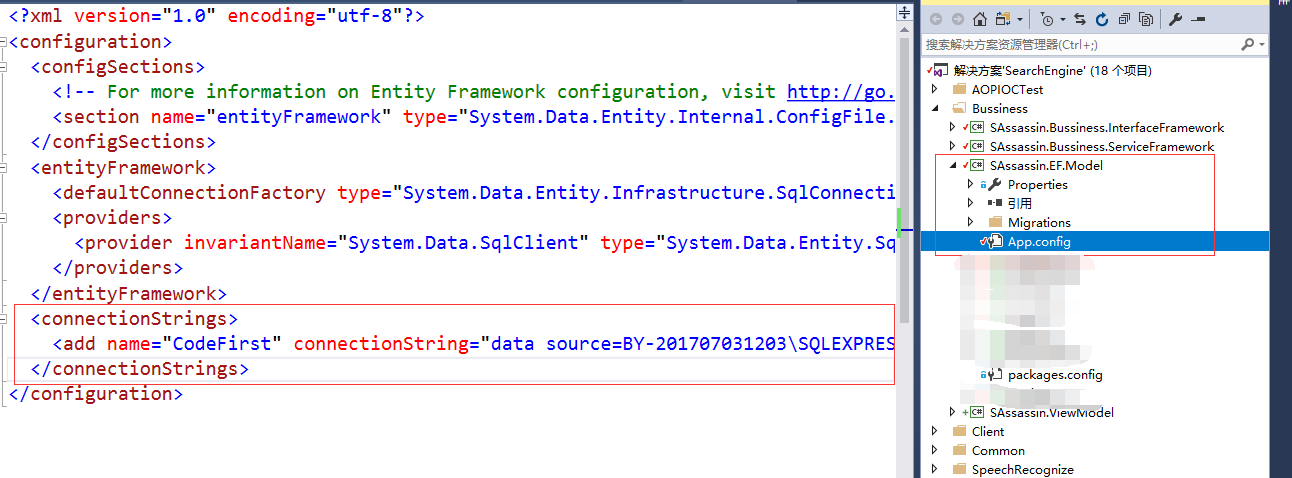 <?xml version="1.0" encoding="utf-8"?>
<configuration>
<configSections>
<!-- For more information on Entity Framework configuration, visit http://go.
<section name="entityFramework" type="System.Data.Entity.Internal.ConfigFile.
</configSections>
<entityFramework>
<defaultConnectionFactory type="System.Data.Entity.Infrastructure.SqlConnecti
<providers>
<provider invariantName="System.Data.SqlClient" type="System.Data.Entity.Sq
</providers>
</entityFramework>
<connectionStrings>
<add name="CodeFirst" connectionString="data source=BY-201707031203\SQLEXPRES
</connectionStrings>
</configuration>
搜索解决方案资源管理器(Ctrl+;)
解决方案'SearchEngine' (18 个项目)
AOPIOCTest
Bussiness
SAssassin.Bussiness.InterfaceFramework
SAssassin.Bussiness.ServiceFramework
SAssassin.EF.Model
Properties
引用
Migrations
App.config
packages.config
SAssassin.ViewModel
Client
Common
SpeechRecognize